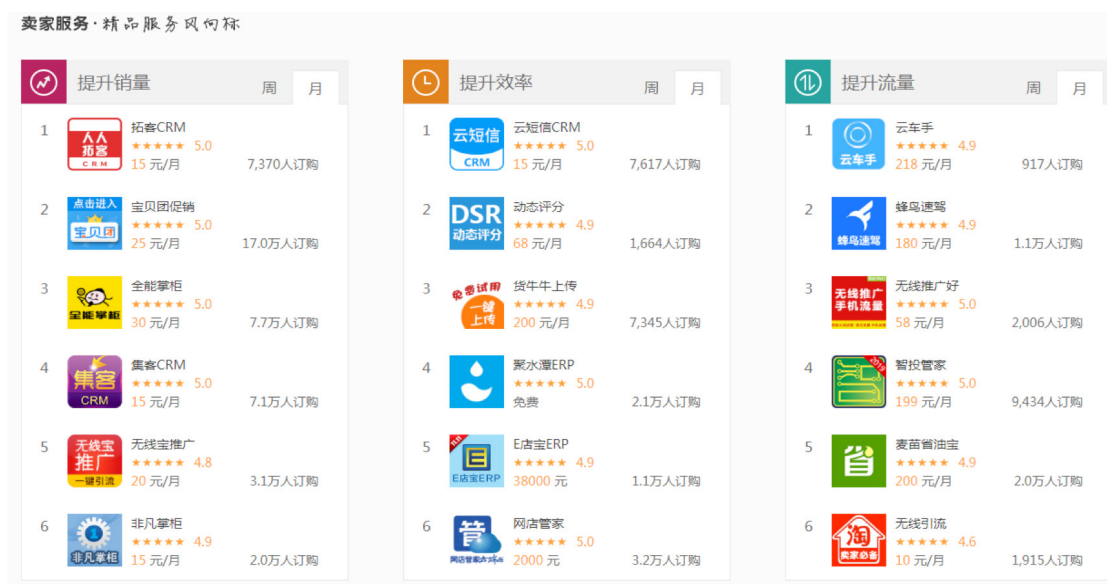 卖家服务·精品服务风向标
提升销量 周 月
1
人人
拓客
CRM
拓客CRM
★★★★★ 5.0
15 元/月 7,370人订购
2
点击进入
宝贝团
宝贝团促销
★★★★★ 5.0
25 元/月 17.0万人订购
3
全能掌柜
全能掌柜
★★★★★ 5.0
30 元/月 7.7万人订购
4
集客
CRM
集客CRM
★★★★★ 5.0
15 元/月 7.1万人订购
5
无线宝
推广
一键引流
无线宝推广
★★★★★ 4.8
20 元/月 3.1万人订购
6
1
非凡掌柜
非凡掌柜
★★★★★ 4.9
15 元/月 2.0万人订购
提升效率 周 月
1
云短信
CRM
云短信CRM
★★★★★ 5.0
15 元/月 7,617人订购
2
DSR
动态评分
动态评分
★★★★★ 4.9
68 元/月 1,664人订购
3
免费试用
一键
上传
货牛牛上传
★★★★★ 4.9
200 元/月 7,345人订购
4
聚水潭ERP
★★★★★ 5.0
免费 2.1万人订购
5
E
E店宝ERP
E店宝ERP
★★★★★ 4.9
38000 元 1.1万人订购
6
管
网店管家
★★★★★ 5.0
2000 元 3.2万人订购
提升流量 周 月
1
云车手
云车手
★★★★★ 4.9
218 元/月 917人订购
2
蜂鸟速驾
蜂鸟速驾
★★★★★ 4.9
180 元/月 1.1万人订购
3
无线推广
手机流量
无线推广好
★★★★★ 5.0
58 元/月 2,006人订购
4
2019
智投管家
★★★★★ 5.0
199 元/月 9,434人订购
5
省
麦苗省油宝
★★★★★ 4.9
200 元/月 2.0万人订购
6
淘
卖家必备
无线引流
★★★★★ 4.6
10 元/月 1,915人订购